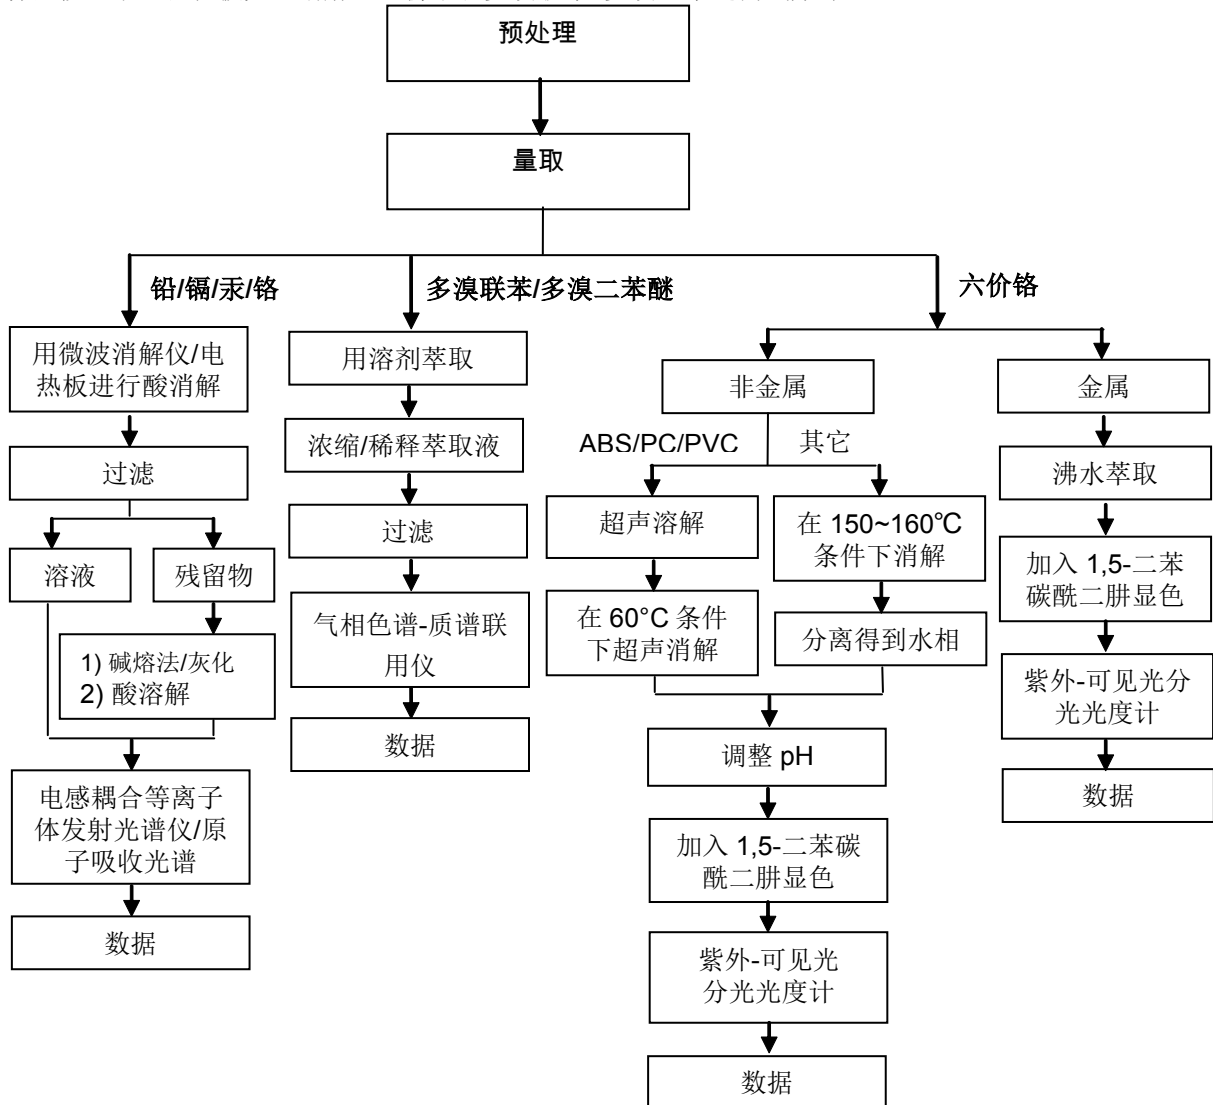 预处理
量取
铅/镉/汞/铬
多溴联苯/多溴二苯醚
六价铬
用微波消解仪/电
热板进行酸消解
过滤
溶液
残留物
1) 碱熔法/灰化
2) 酸溶解
电感耦合等离子
体发射光谱仪/原
子吸收光谱
数据
用溶剂萃取
浓缩/稀释萃取液
过滤
气相色谱-质谱联
用仪
数据
非金属
ABS/PC/PVC
其它
超声溶解
在 60°C 条件
下超声消解
在 150~160℃
条件下消解
分离得到水相
调整 pH
加入 1,5-二苯碳
酰二肼显色
紫外-可见光
分光光度计
数据
金属
沸水萃取
加入 1,5-二苯
碳酰二肼显色
紫外-可见光分
光光度计
数据